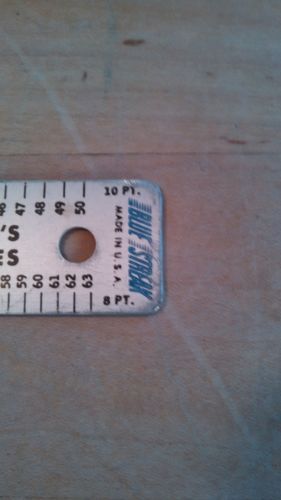 46 47 48 49 50 10 PT.
'S
ES
58 59 60 61 62 63 8 PT.
MADE IN U.S.A.
BLUE STREAK